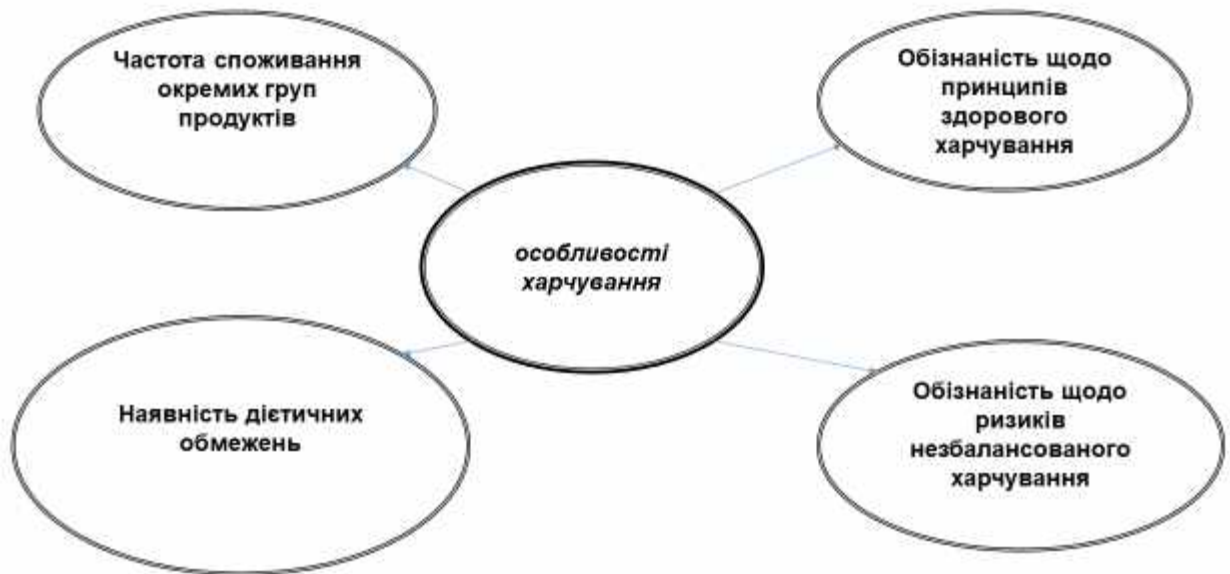 Частота споживання
окремих груп
продуктів
Обізнаність щодо
принципів
здорового
харчування
особливості
харчування
Наявність дієтичних
обмежень
Обізнаність щодо
ризиків
незбалансованого
харчування